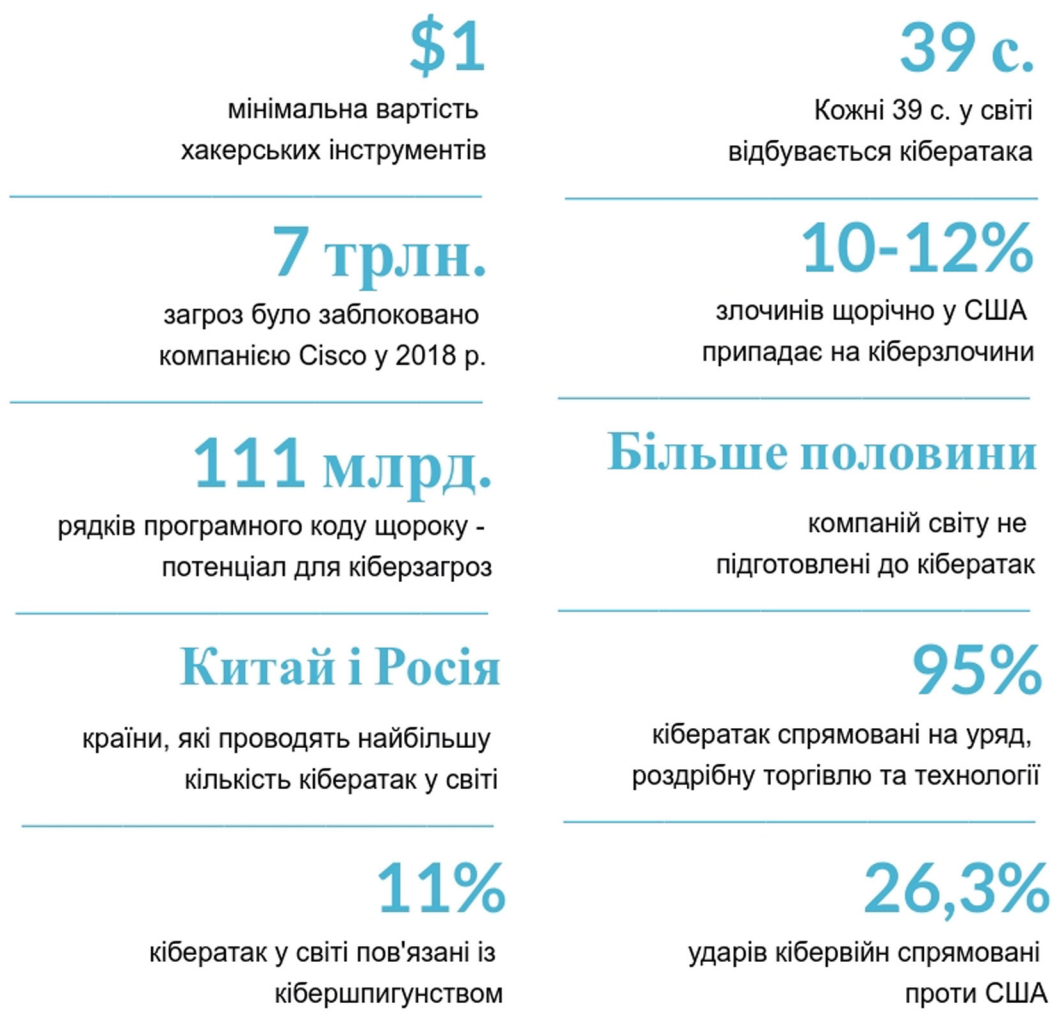 $1
мінімальна вартість
хакерських інструментів
7 трлн.
загроз було заблоковано
компанією Cisco у 2018 р.
111 млрд.
рядків програмного коду щороку -
потенціал для кіберзагроз
Китай і Росія
країни, які проводять найбільшу
кількість кібератак у світі
11%
кібератак у світі пов'язані із
кібершпигунством
39 с.
Кожні 39 с. у світі
відбувається кібератака
10-12%
злочинів щорічно у США
припадає на кіберзлочини
Більше половини
компаній світу не
підготовлені до кібератак
95%
кібератак спрямовані на уряд,
роздрібну торгівлю та технології
26,3%
ударів кібервійн спрямовані
проти США